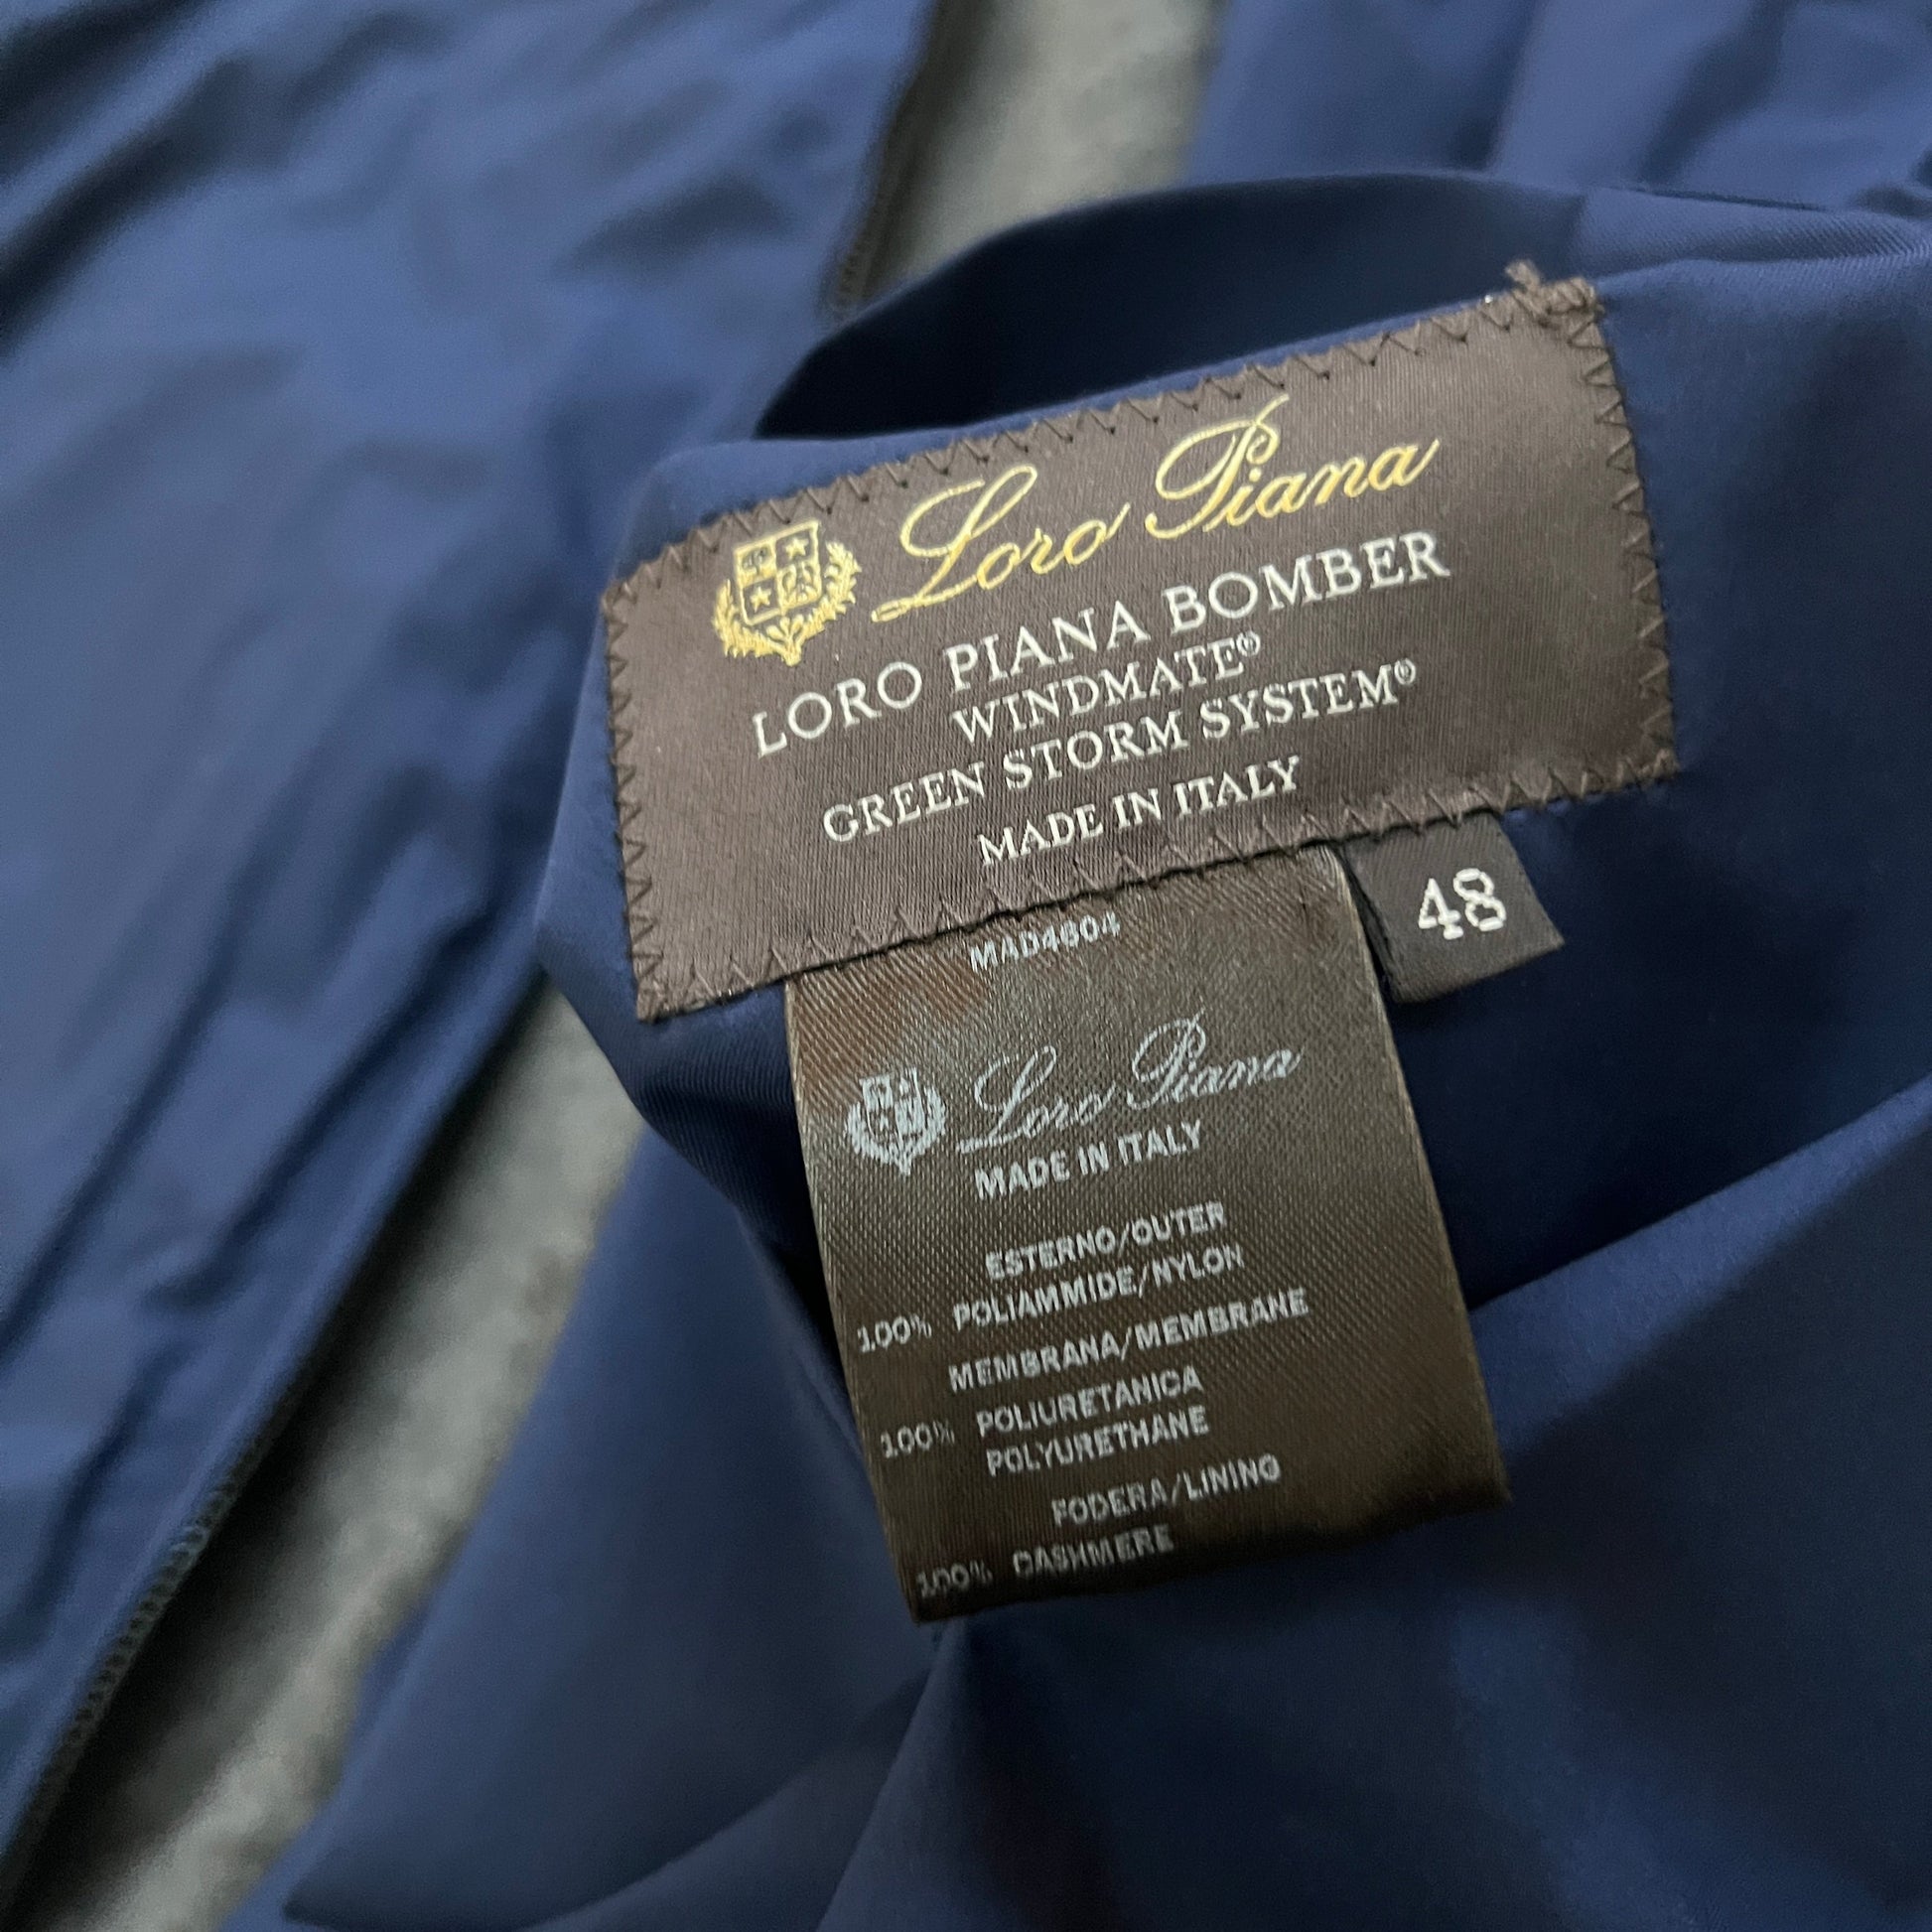 Loro Piana
LORO PIANA BOMBER
WINDMATE®
GREEN STORM SYSTEM®
MADE IN ITALY
48
MAD4604
Loro Piana
MADE IN ITALY
ESTERNO/OUTER
100% POLIAMMIDE/NYLON
MEMBRANA/MEMBRANE
100% POLIURETANICA
POLYURETHANE
FODERA/LINING
100% CASHMERE